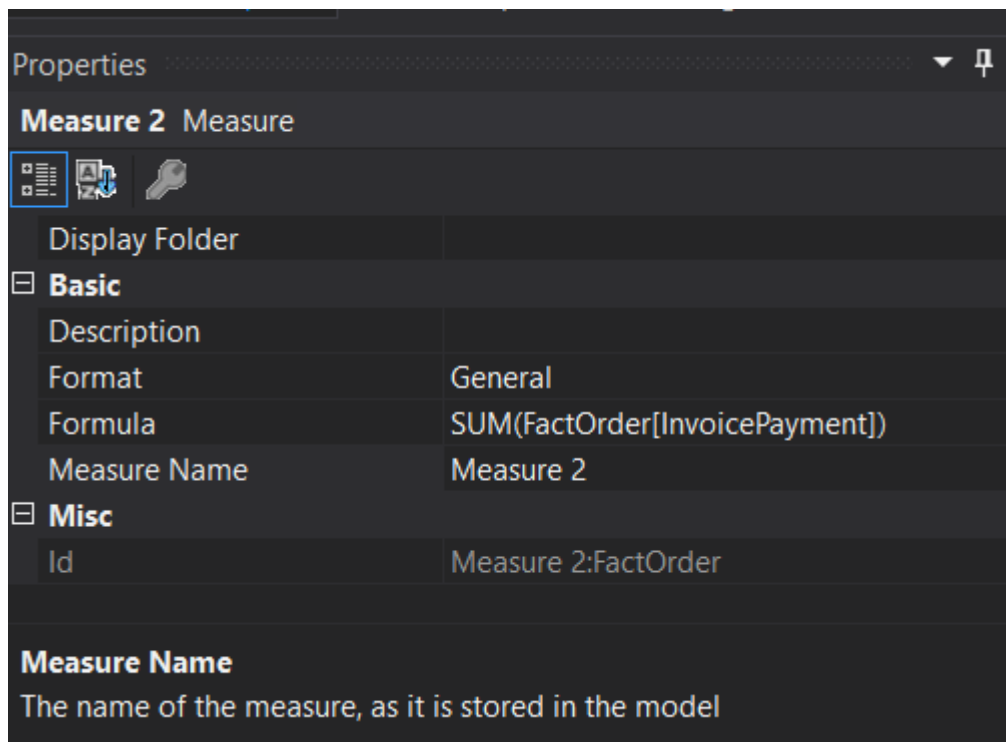 Properties
Measure 2 Measure
Display Folder
Basic
Description
Format General
Formula SUM(FactOrder[InvoicePayment])
Measure Name Measure 2
Misc
Id Measure 2:FactOrder
Measure Name
The name of the measure, as it is stored in the model